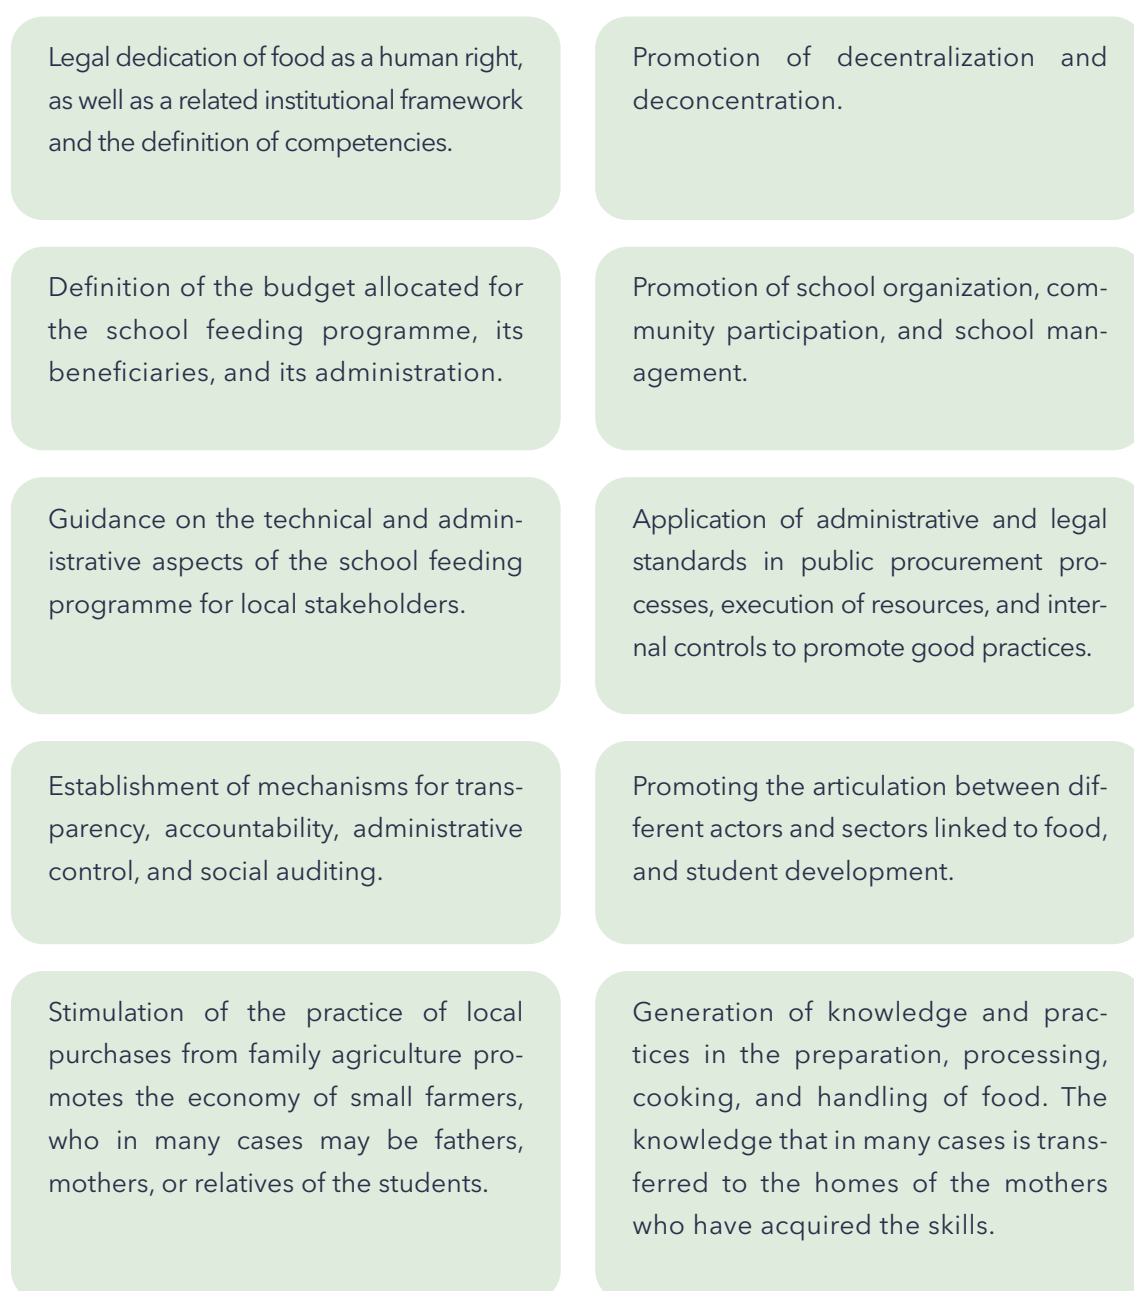 Legal dedication of food as a human right,
as well as a related institutional framework
and the definition of competencies.
Promotion of decentralization and
deconcentration.
Definition of the budget allocated for
the school feeding programme, its
beneficiaries, and its administration.
Promotion of school organization, com-
munity participation, and school man-
agement.
Guidance on the technical and admin-
istrative aspects of the school feeding
programme for local stakeholders.
Application of administrative and legal
standards in public procurement pro-
cesses, execution of resources, and inter-
nal controls to promote good practices.
Establishment of mechanisms for trans-
parency, accountability, administrative
control, and social auditing.
Promoting the articulation between dif-
ferent actors and sectors linked to food,
and student development.
Stimulation of the practice of local
purchases from family agriculture pro-
motes the economy of small farmers,
who in many cases may be fathers,
mothers, or relatives of the students.
Generation of knowledge and prac-
tices in the preparation, processing,
cooking, and handling of food. The
knowledge that in many cases is trans-
ferred to the homes of the mothers
who have acquired the skills.